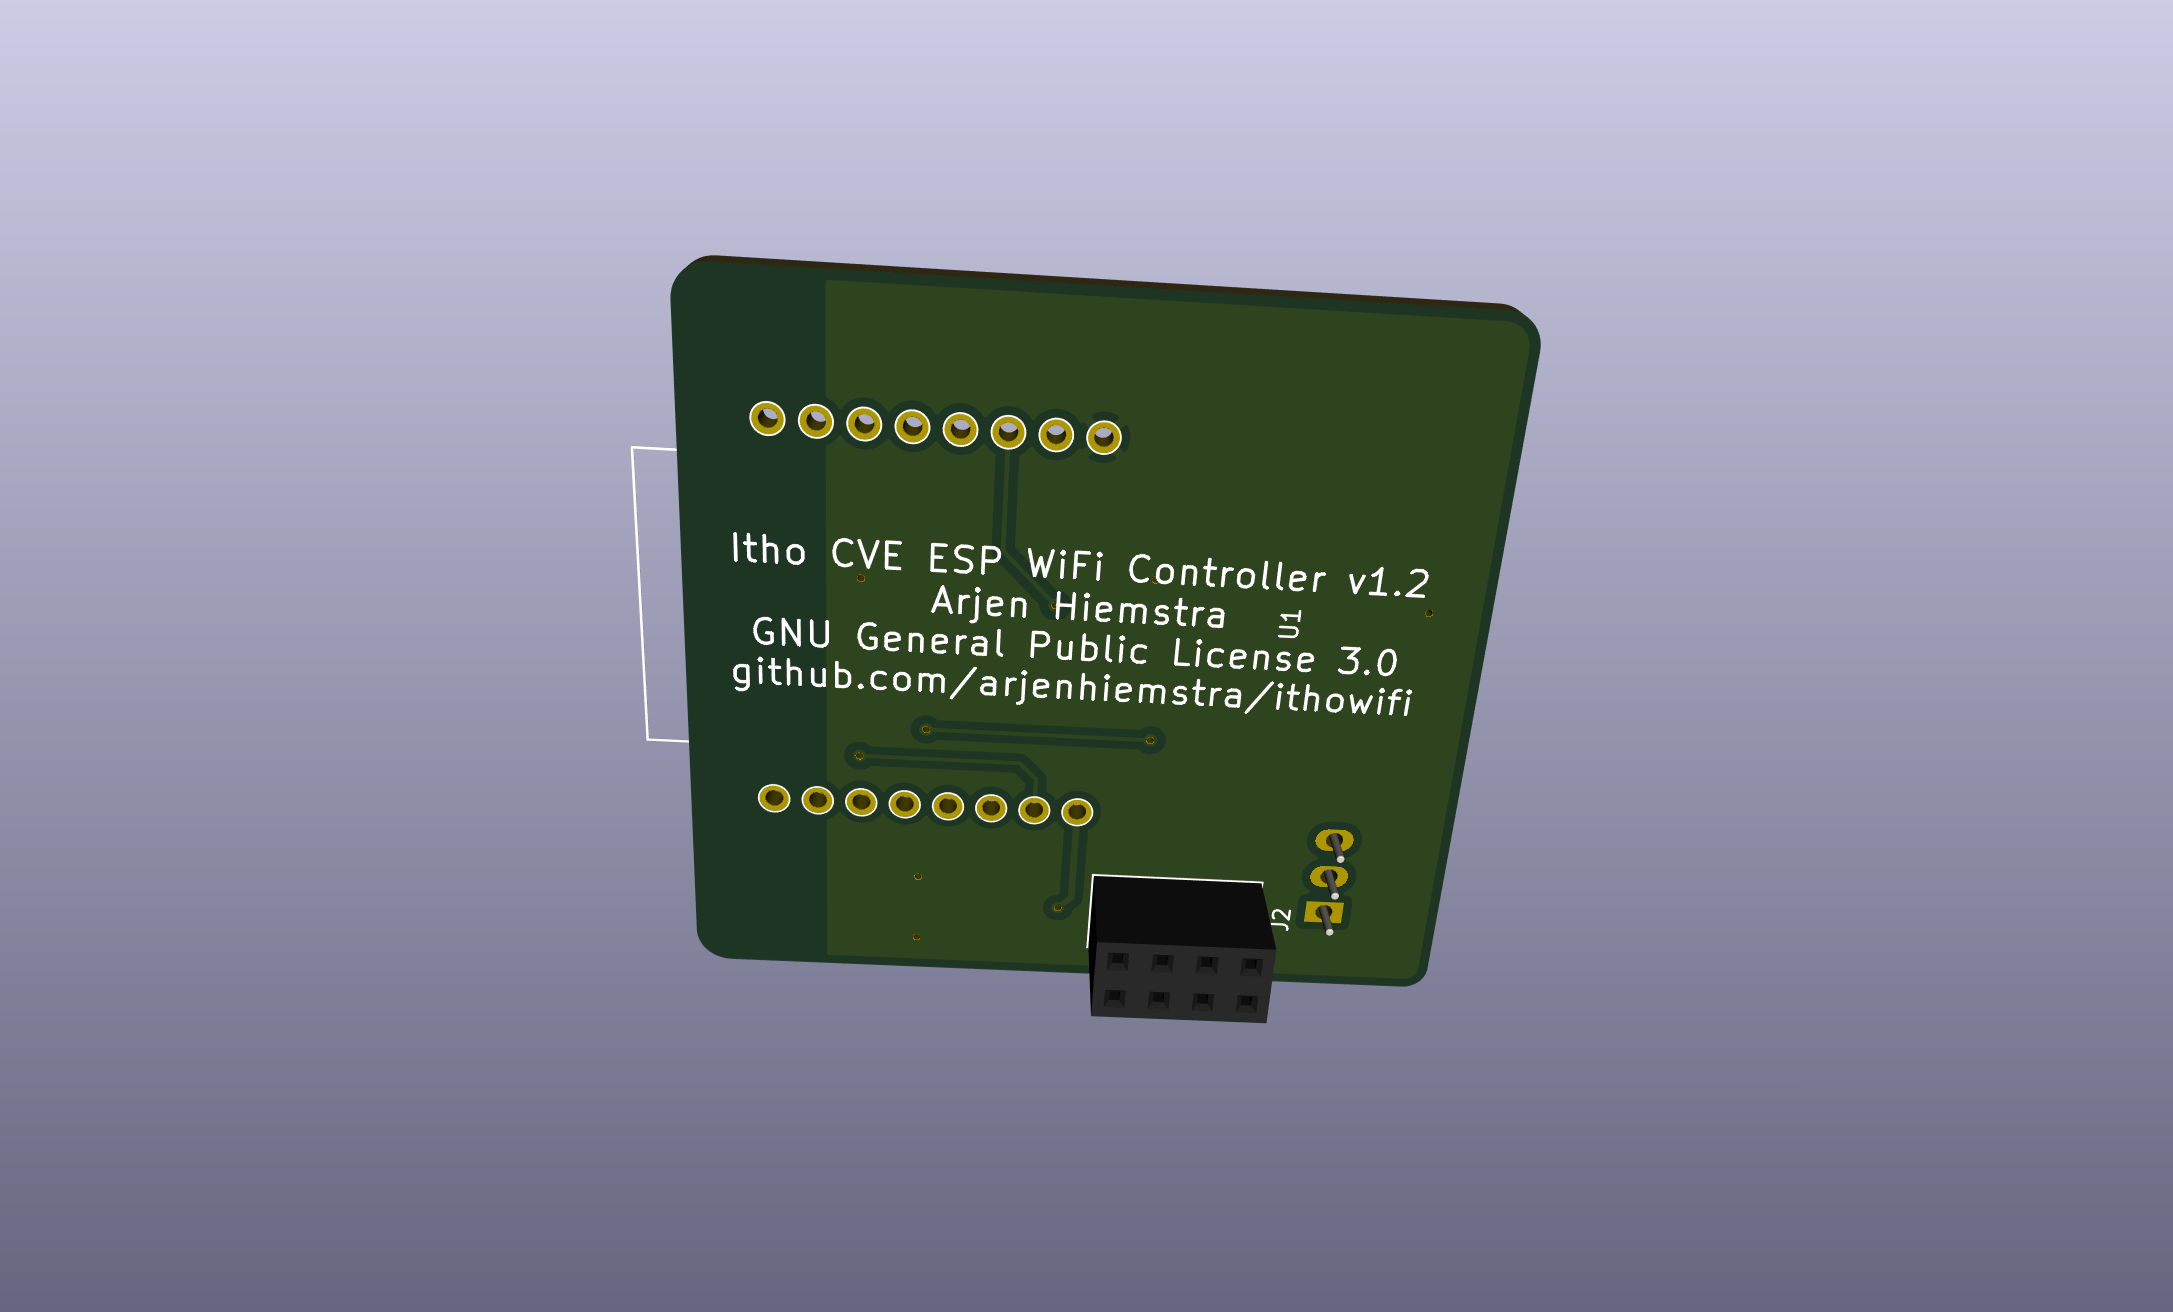 Itho CVE ESP WiFi Controller v1.2
Arjen Hiemstra
U1
GNU General Public License 3.0
github.com/arjenhiemstra/ithowifi
J2